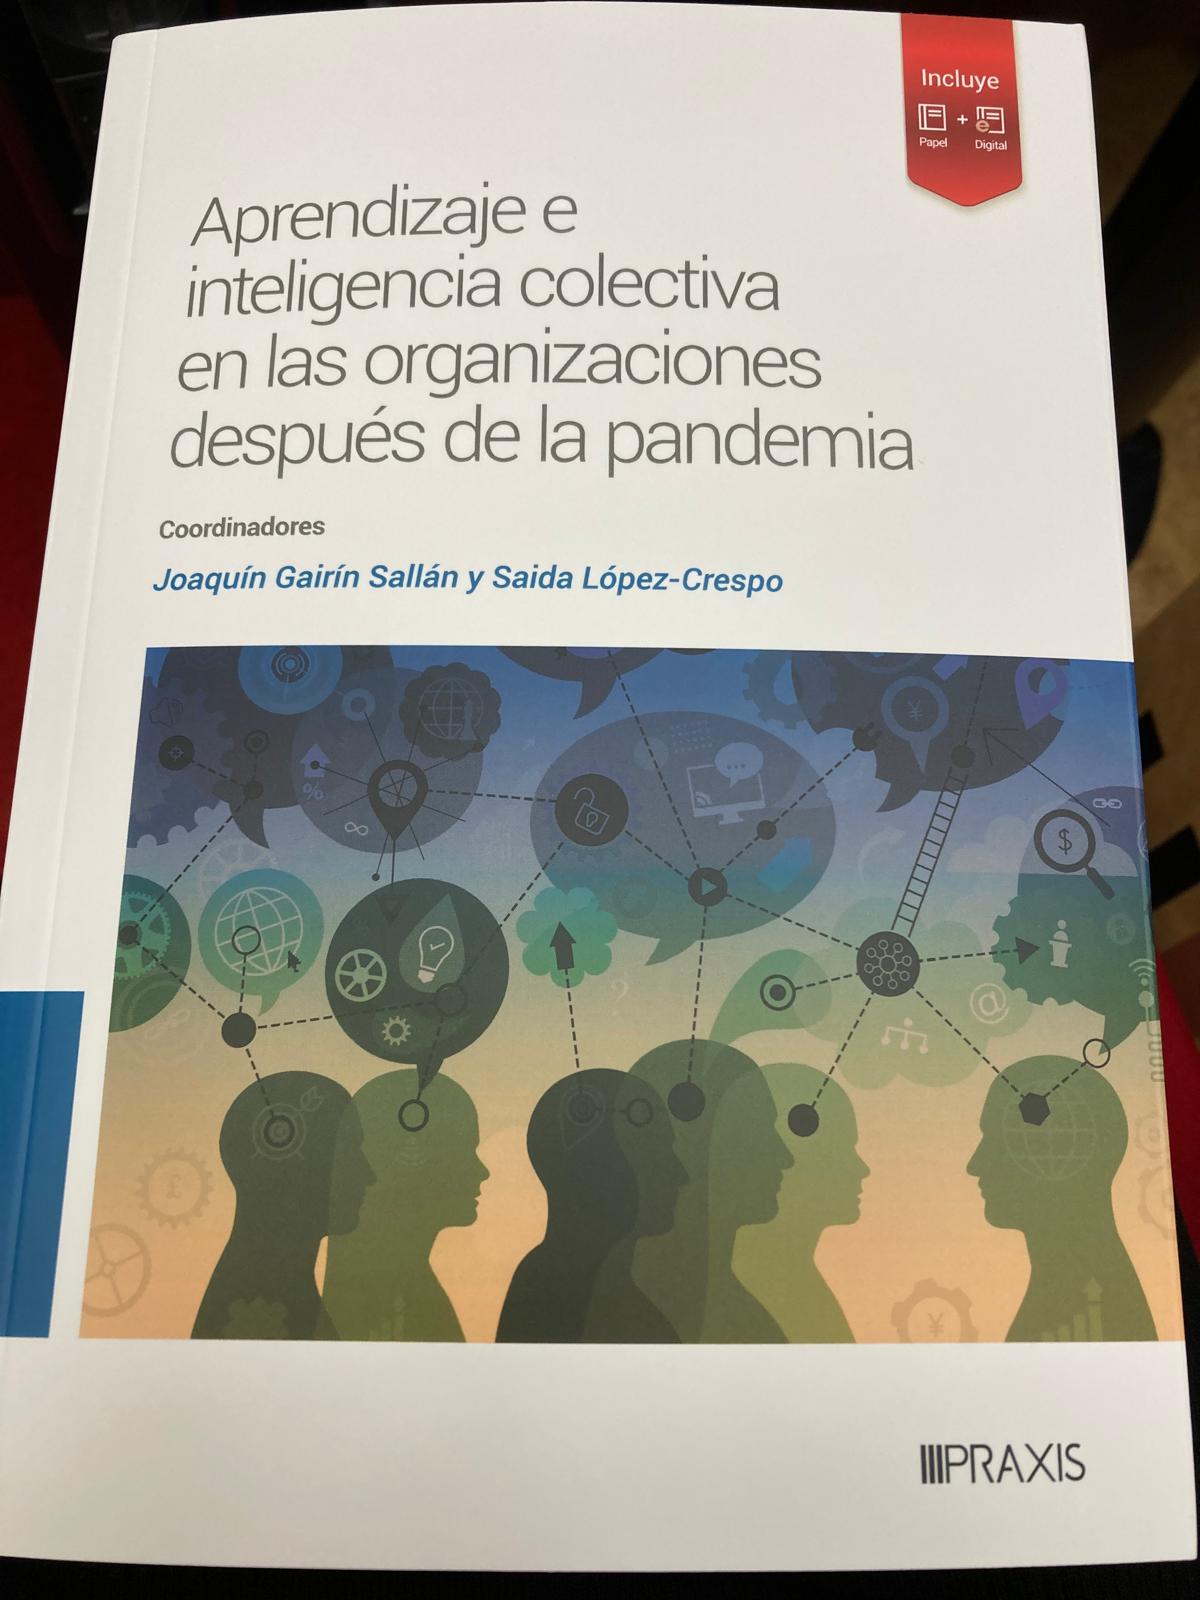 Incluye
+
Papel Digital
Aprendizaje e
inteligencia colectiva
en las organizaciones
después de la pandemia
Coordinadores
Joaquín Gairín Sallán y Saida López-Crespo
%
¥
$
@
?
£
¥
PRAXIS